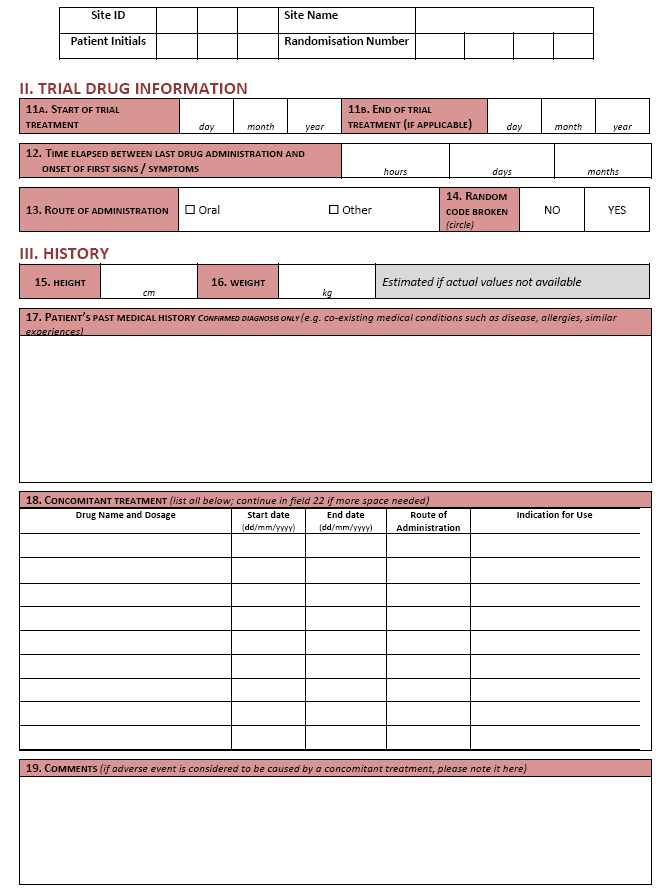 Site ID Site Name
Patient Initials Randomisation Number
II. TRIAL DRUG INFORMATION
11A. START OF TRIAL
TREATMENT
day month year
11B. END OF TRIAL
TREATMENT (IF APPLICABLE)
day month year
12. TIME ELAPSED BETWEEN LAST DRUG ADMINISTRATION AND
ONSET OF FIRST SIGNS / SYMPTOMS
hours days months
13. ROUTE OF ADMINISTRATION ☐ Oral ☐ Other
14. RANDOM
CODE BROKEN
(circle)
NO YES
III. HISTORY
15. HEIGHT cm 16. WEIGHT kg Estimated if actual values not available
17. PATIENT'S PAST MEDICAL HISTORY CONFIRMED DIAGNOSIS ONLY (e.g. co-existing medical conditions such as disease, allergies, similar
experiences)
18. CONCOMITANT TREATMENT (list all below; continue in field 22 if more space needed)
Drug Name and Dosage
Start date
(dd/mm/yyyy)
End date
(dd/mm/yyyy)
Route of
Administration
Indication for Use
19. COMMENTS (if adverse event is considered to be caused by a concomitant treatment, please note it here)